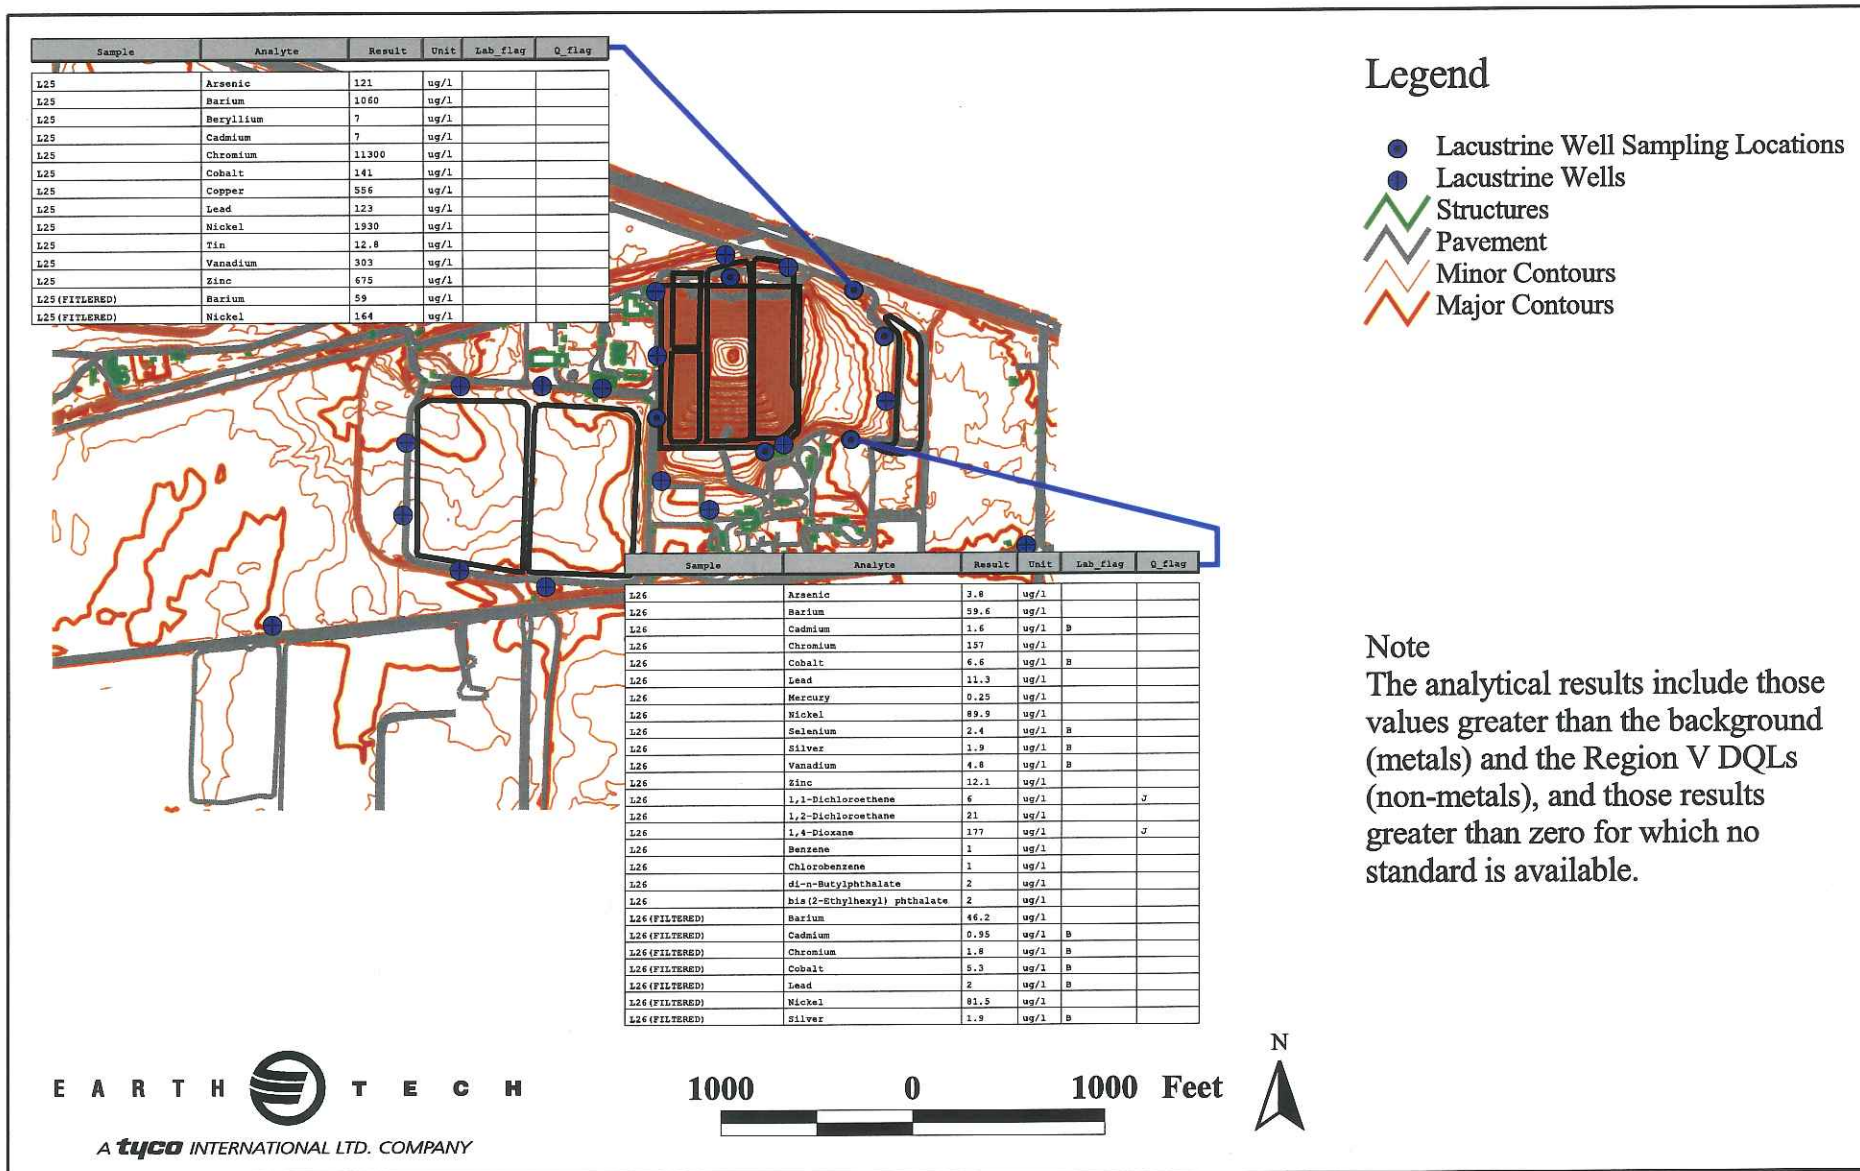 Sample Analyte Result Unit Lab_flag Q_flag
L25 Arsenic 121 ug/l
L25 Barium 1060 ug/l
L25 Beryllium 7 ug/l
L25 Cadmium 7 ug/l
L25 Chromium 11300 ug/l
L25 Cobalt 141 ug/l
L25 Copper 556 ug/l
L25 Lead 123 ug/l
L25 Nickel 1930 ug/l
L25 Tin 12.8 ug/l
L25 Vanadium 303 ug/l
L25 Zinc 675 ug/l
L25(FITLERED) Barium 59 ug/l
L25(FITLERED) Nickel 164 ug/l
Legend
Lacustrine Well Sampling Locations
Lacustrine Wells
Structures
Pavement
Minor Contours
Major Contours
Sample Analyte Result Unit Lab_flag Q_flag
L26 Arsenic 3.8 ug/l
L26 Barium 59.6 ug/l
L26 Cadmium 1.6 ug/l B
L26 Chromium 157 ug/l
L26 Cobalt 6.6 ug/l B
L26 Lead 11.3 ug/l
L26 Mercury 0.25 ug/l
L26 Nickel 89.9 ug/l
L26 Selenium 2.4 ug/l B
L26 Silver 1.9 ug/l B
L26 Vanadium 4.8 ug/l B
L26 Zinc 12.1 ug/l
L26 1,1-Dichloroethene 6 ug/l J
L26 1,2-Dichloroethane 21 ug/l
L26 1,4-Dioxane 177 ug/l J
L26 Benzene 1 ug/l
L26 Chlorobenzene 1 ug/l
L26 di-n-Butylphthalate 2 ug/l
L26 bis(2-Ethylhexyl) phthalate 2 ug/l
L26(FILTERED) Barium 46.2 ug/l
L26(FILTERED) Cadmium 0.95 ug/l B
L26(FILTERED) Chromium 1.8 ug/l B
L26(FILTERED) Cobalt 5.3 ug/l B
L26(FILTERED) Lead 2 ug/l B
L26(FILTERED) Nickel 81.5 ug/l
L26(FILTERED) Silver 1.9 ug/l B
Note
The analytical results include those
values greater than the background
(metals) and the Region V DQLs
(non-metals), and those results
greater than zero for which no
standard is available.
EARTH TECH
A tyco INTERNATIONAL LTD. COMPANY
1000 0 1000 Feet
N